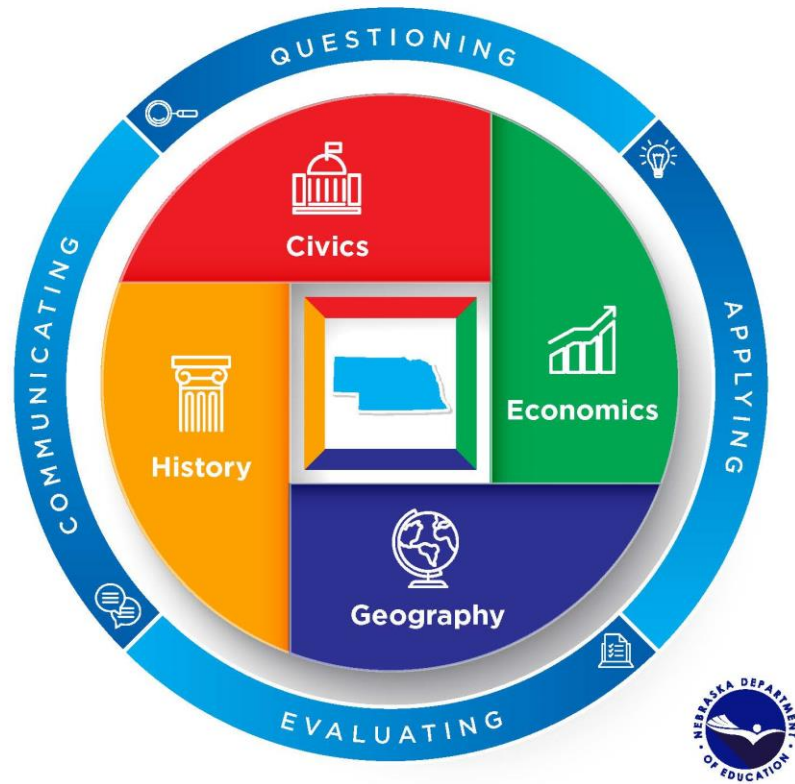 QUESTIONING
Civics
Economics
APPLYING
COMMUNICATING
History
Geography
EVALUATING
NEBRASKA DEPARTMENT
OF EDUCATION